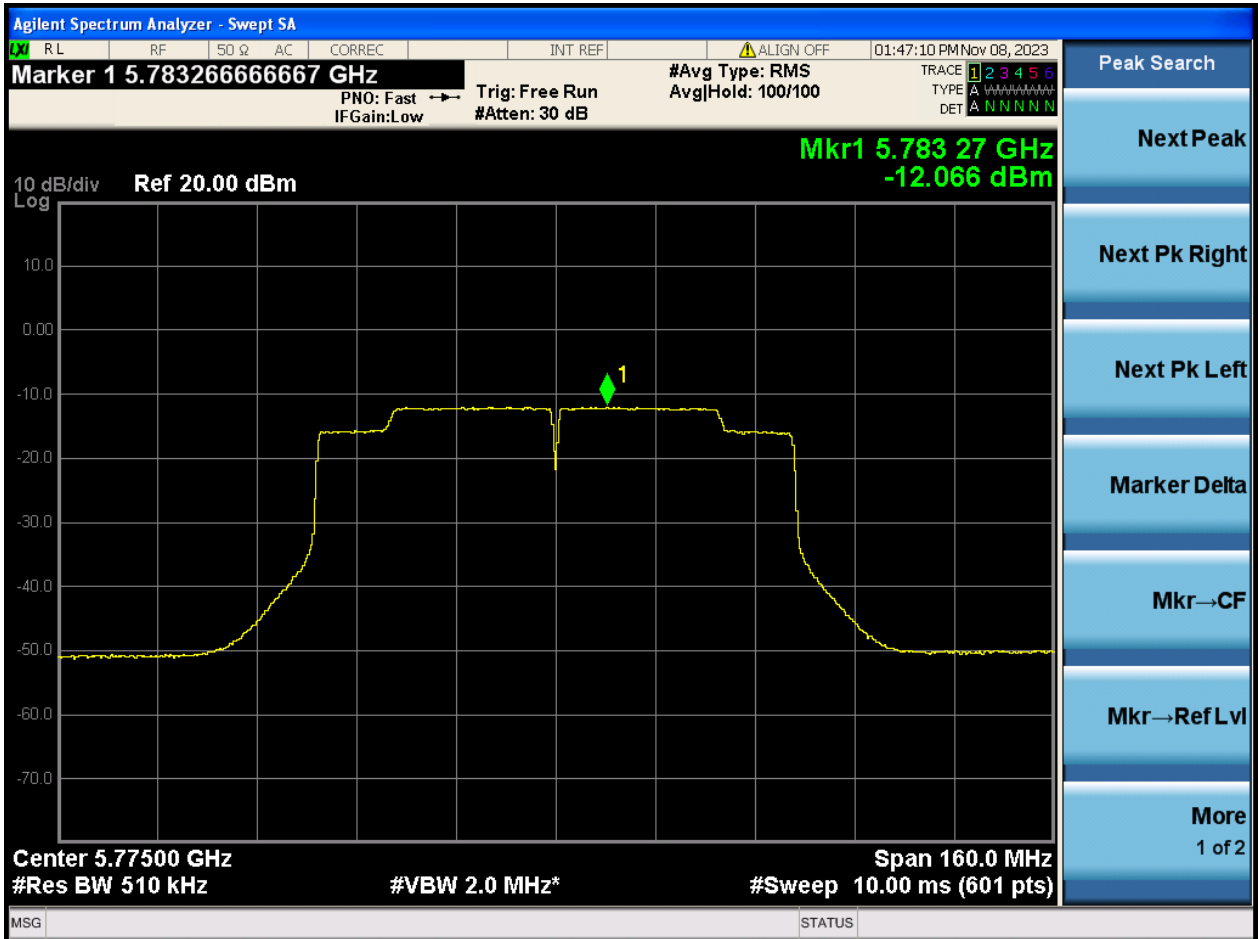 Agilent Spectrum Analyzer - Swept SA
LXI RL RF 50 Ω AC CORREC INT REF ALIGN OFF 01:47:10 PM Nov 08, 2023
Marker 1 5.783266666667 GHz
PNO: Fast
IFGain:Low
Trig: Free Run
#Atten: 30 dB
#Avg Type: RMS
Avg|Hold: 100/100
TRACE 1 2 3 4 5 6
TYPE A WWWWWW
DET A N N N N N
Mkr1 5.783 27 GHz
-12.066 dBm
10 dB/div Ref 20.00 dBm
Log
10.0
0.00
1
-10.0
-20.0
-30.0
-40.0
-50.0
-60.0
-70.0
Center 5.77500 GHz Span 160.0 MHz
#Res BW 510 kHz #VBW 2.0 MHz* #Sweep 10.00 ms (601 pts)
MSG STATUS
Peak Search
Next Peak
Next Pk Right
Next Pk Left
Marker Delta
Mkr→CF
Mkr→Ref Lvl
More
1 of 2